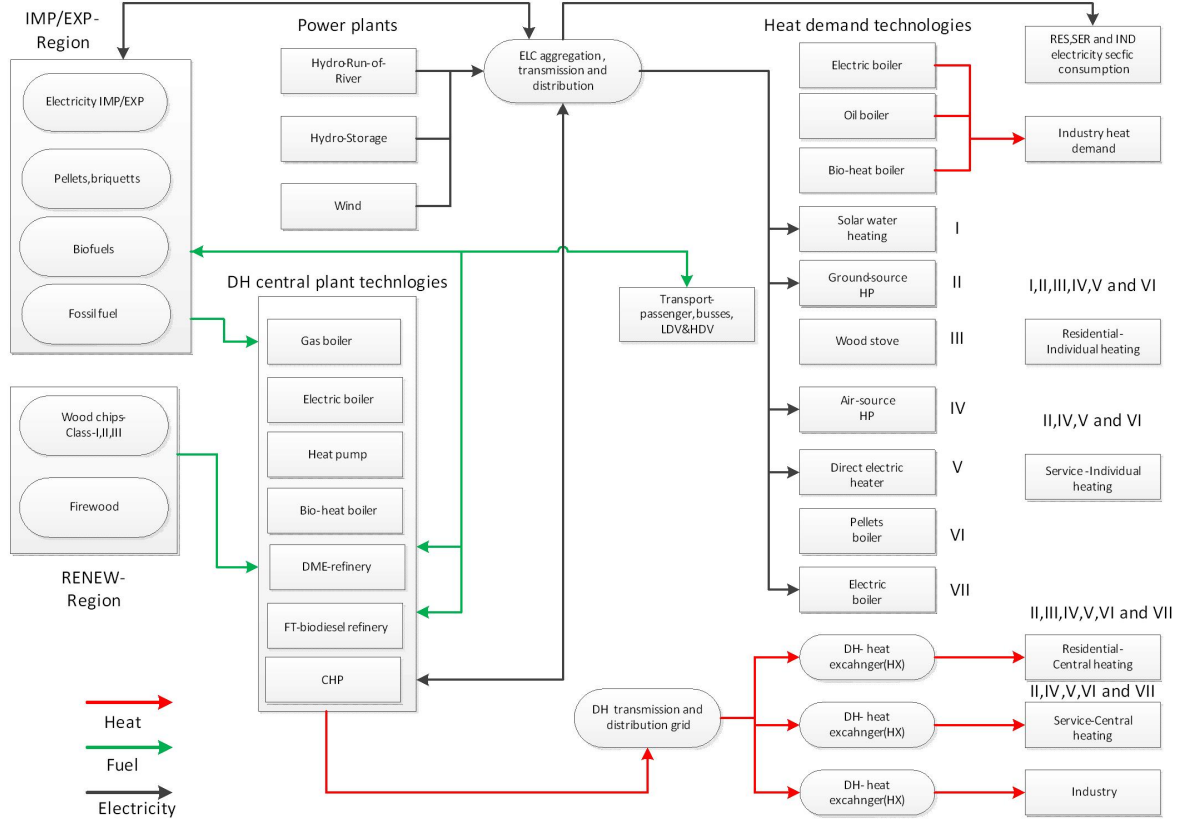 IMP/EXP-
Region
Electricity IMP/EXP
Pellets,briquetts
Biofuels
Fossil fuel
Wood chips-
Class-I,II,III
Firewood
RENEW-
Region
Heat
Fuel
Electricity
Power plants
Hydro-Run-of-
River
Hydro-Storage
Wind
DH central plant technlogies
Gas boiler
Electric boiler
Heat pump
Bio-heat boiler
DME-refinery
FT-biodiesel refinery
CHP
ELC aggregation,
transmission and
distribution
Transport-
passenger,busses,
LDV&HDV
DH transmission and
distribution grid
Heat demand technologies
Electric boiler
Oil boiler
Bio-heat boiler
Solar water
heating
I
Ground-source
HP
II
Wood stove
III
Air-source
HP
IV
Direct electric
heater
V
Pellets
boiler
VI
Electric
boiler
VII
DH- heat
excahnger(HX)
DH- heat
excahnger(HX)
DH- heat
excahnger(HX)
RES,SER and IND
electricity secfic
consumption
Industry heat
demand
I,II,III,IV,V and VI
Residential-
Individual heating
II,IV,V and VI
Service -Individual
heating
II,III,IV,V,VI and VII
Residential-
Central heating
II,IV,V,VI and VII
Service-Central
heating
Industry